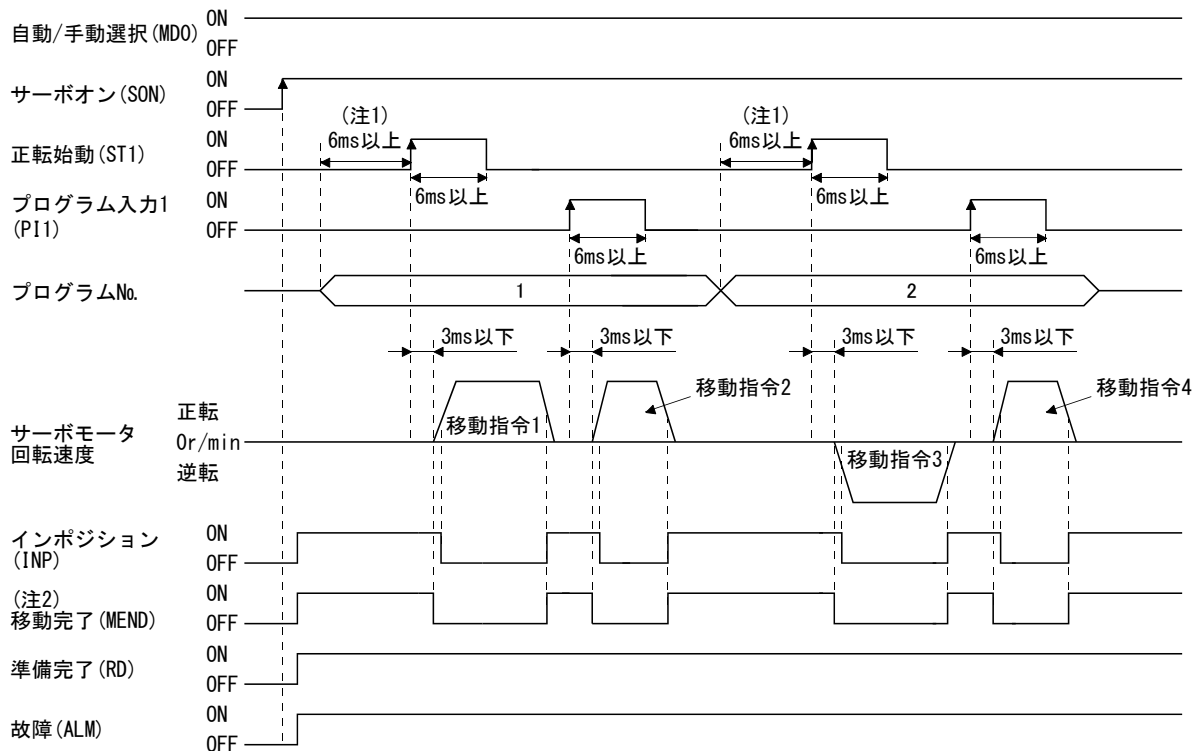 自動/手動選択(MD0)
ON
OFF
サーボオン(SON)
ON
OFF
正転始動(ST1)
ON
OFF
(注1)
6ms以上
6ms以上
(注1)
6ms以上
6ms以上
プログラム入力1
(PI1)
ON
OFF
6ms以上
6ms以上
プログラムNo.
1
2
3ms以下
3ms以下
3ms以下
3ms以下
サーボモータ
回転速度
正転
0r/min
逆転
移動指令1
移動指令2
移動指令3
移動指令4
インポジション
(INP)
ON
OFF
(注2)
移動完了(MEND)
ON
OFF
準備完了(RD)
ON
OFF
故障(ALM)
ON
OFF